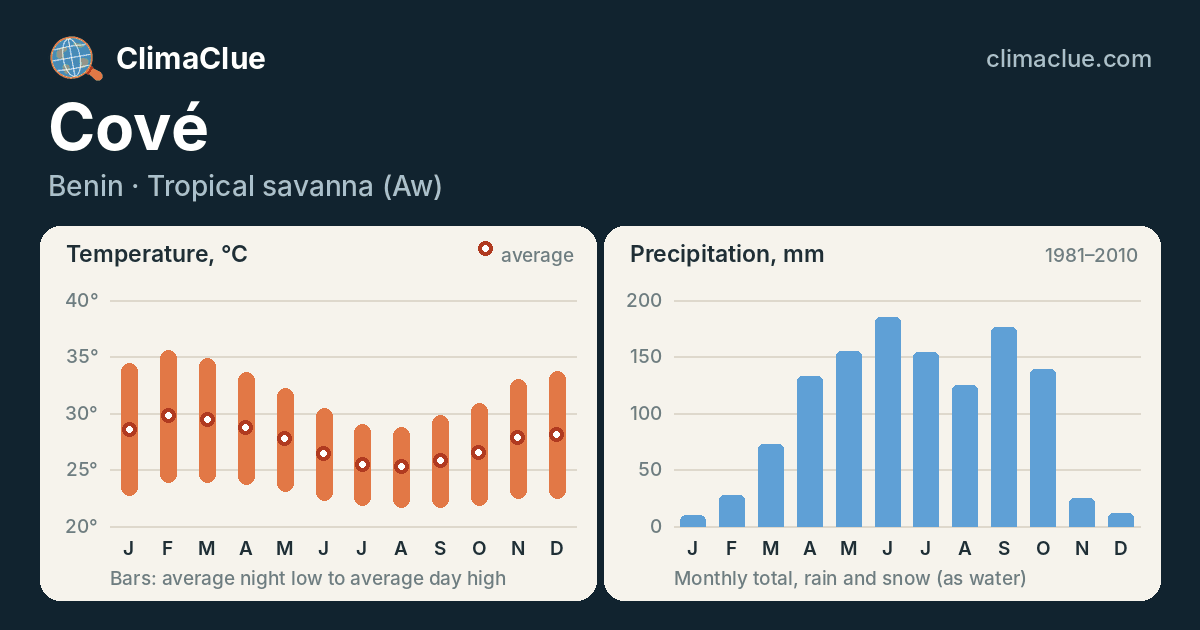 ClimaClue
climaclue.com
Cové
Benin · Tropical savanna (Aw)
Temperature, °C
average
40°
35°
30°
25°
20°
J F M A M J J A S O N D
Bars: average night low to average day high
Precipitation, mm
1981–2010
200
150
100
50
0
J F M A M J J A S O N D
Monthly total, rain and snow (as water)